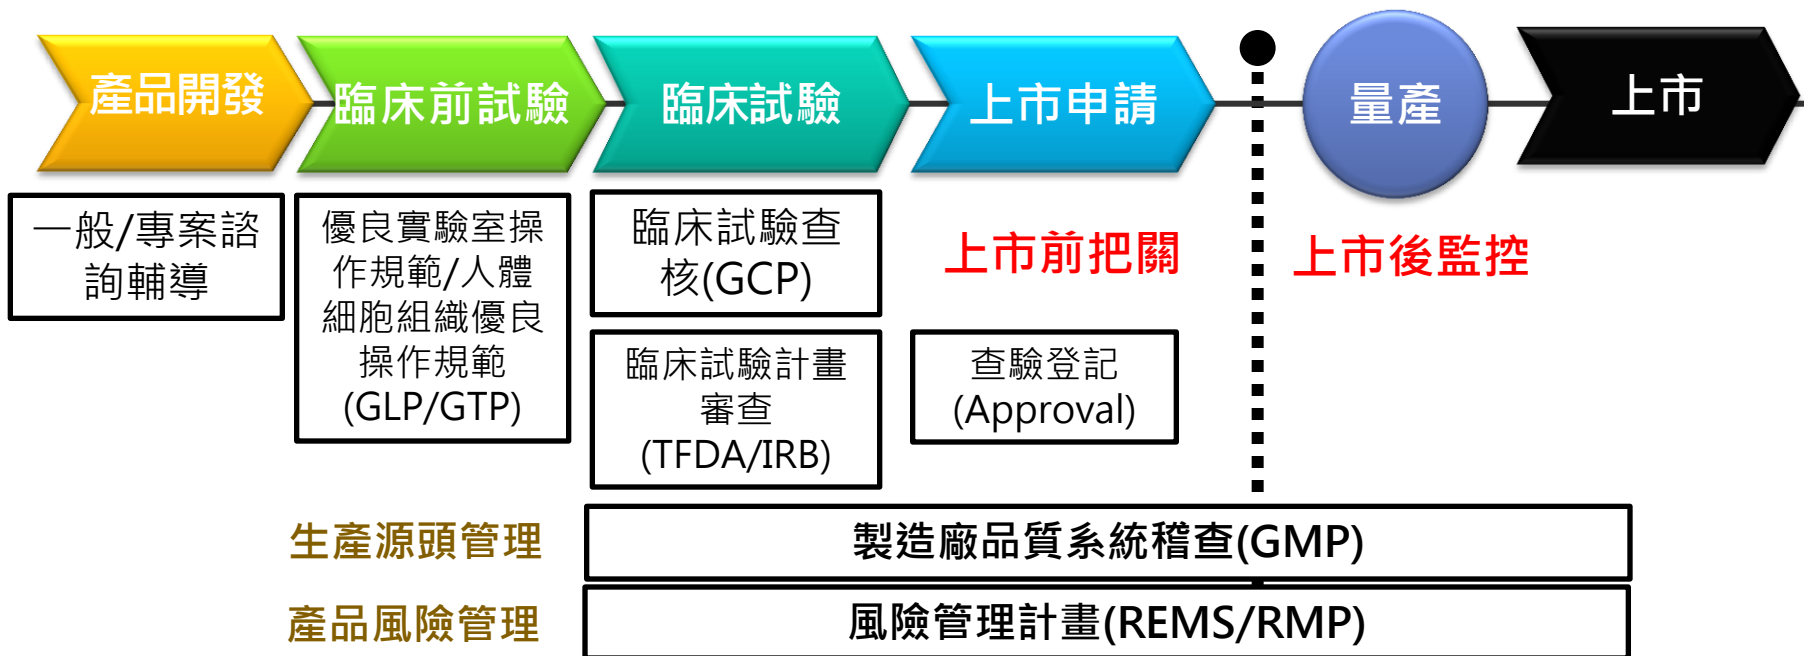 產品開發
臨床前試驗
臨床試驗
上市申請
量產
上市
一般/專案諮
詢輔導
優良實驗室操
作規範/人體
細胞組織優良
操作規範
(GLP/GTP)
臨床試驗查
核(GCP)
臨床試驗計畫
審查
(TFDA/IRB)
上市前把關
查驗登記
(Approval)
上市後監控
生產源頭管理
製造廠品質系統稽查(GMP)
產品風險管理
風險管理計畫(REMS/RMP)